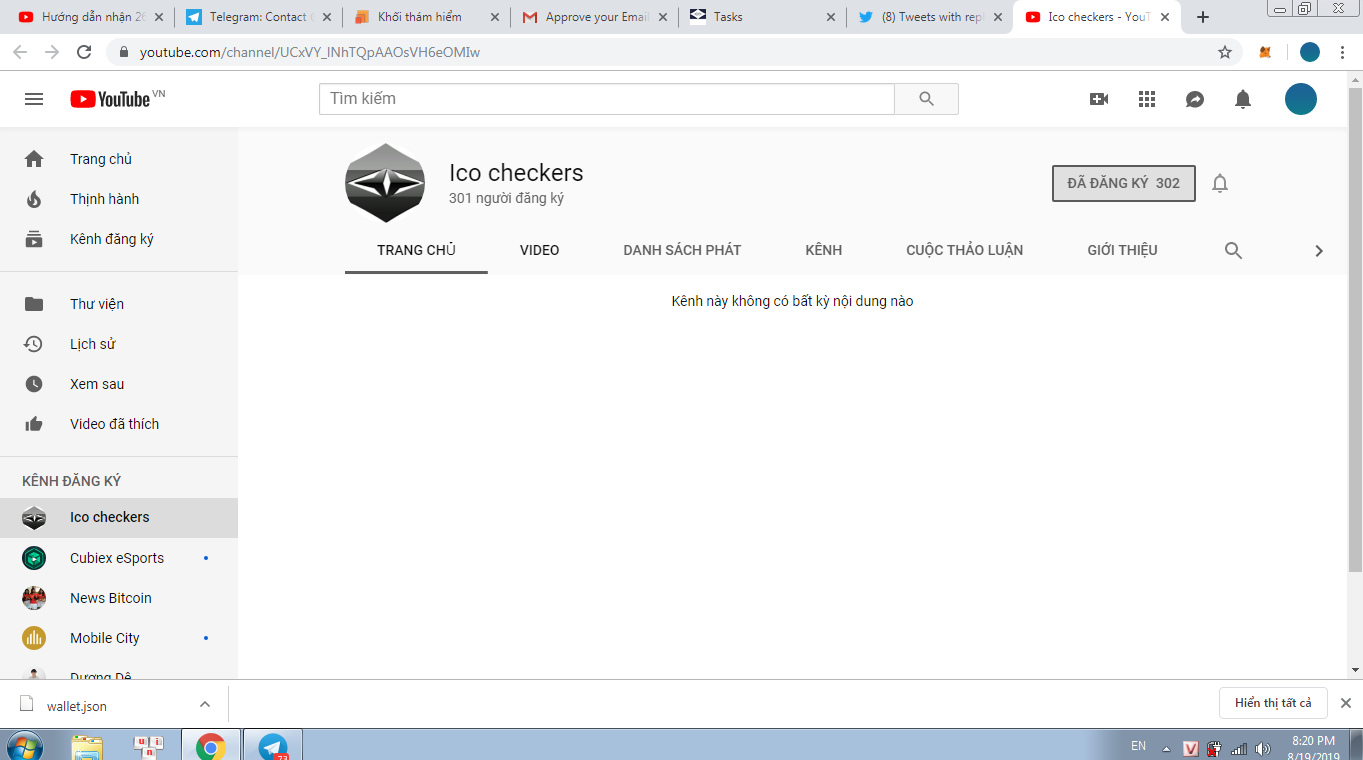 Hướng dẫn nhận 26
Telegram: Contact
Khối thám hiểm
Approve your Email
Tasks
(8) Tweets with repl
Ico checkers - YouT
youtube.com/channel/UCxVY_lNhTQpAAOsVH6eOMIw
YouTube VN
Tìm kiếm
Trang chủ
Thịnh hành
Kênh đăng ký
Thư viện
Lịch sử
Xem sau
Video đã thích
KÊNH ĐĂNG KÝ
Ico checkers
Cubiex eSports
News Bitcoin
Mobile City
Dương Dê
Ico checkers
301 người đăng ký
ĐÃ ĐĂNG KÝ 302
TRANG CHỦ
VIDEO
DANH SÁCH PHÁT
KÊNH
CUỘC THẢO LUẬN
GIỚI THIỆU
Kênh này không có bất kỳ nội dung nào
wallet.json
Hiển thị tất cả
EN
8:20 PM
8/19/2019